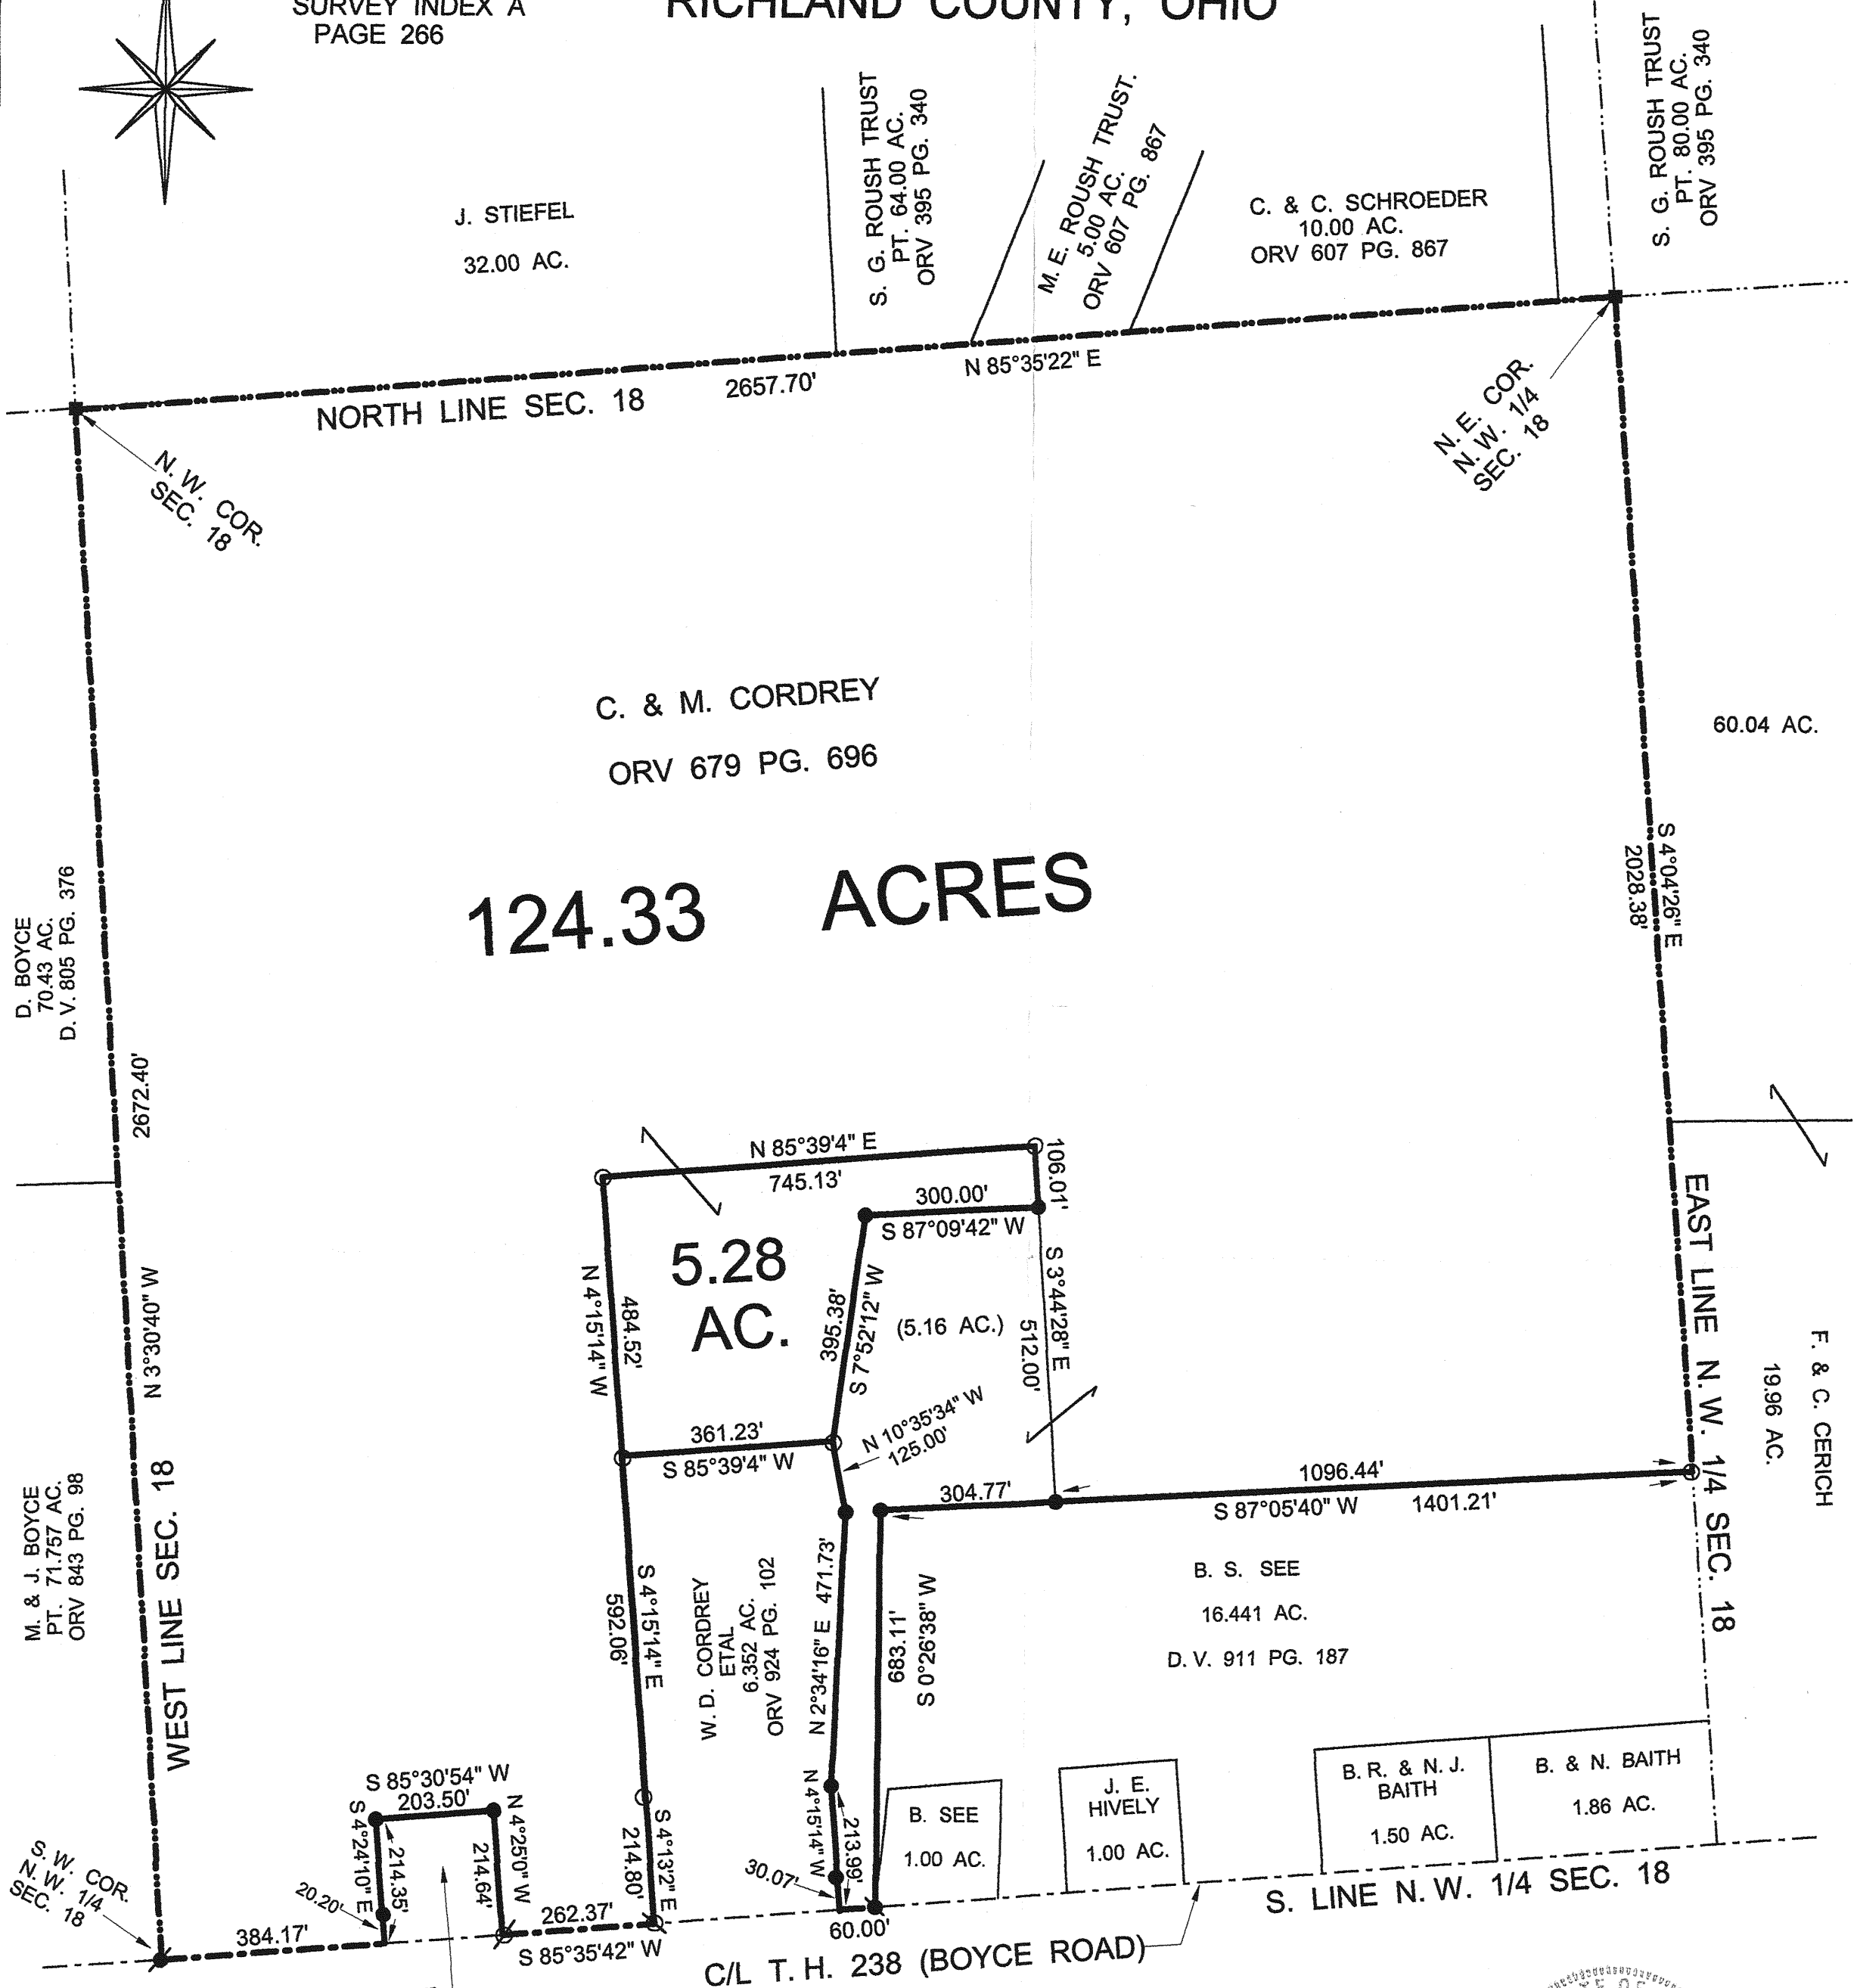 SURVEY INDEX A
PAGE 266
RICHLAND COUNTY, OHIO
J. STIEFEL
32.00 AC.
S. G. ROUSH TRUST
PT. 64.00 AC.
ORV 395 PG. 340
M. E. ROUSH TRUST.
5.00 AC.
ORV 607 PG. 867
C. & C. SCHROEDER
10.00 AC.
ORV 607 PG. 867
S. G. ROUSH TRUST
PT. 80.00 AC.
ORV 395 PG. 340
NORTH LINE SEC. 18
2657.70'
N 85°35'22" E
N. W. COR.
SEC. 18
N. E. COR.
N. W. 1/4
SEC. 18
C. & M. CORDREY
ORV 679 PG. 696
60.04 AC.
124.33 ACRES
S 4°04'26" E
2028.38'
D. BOYCE
70.43 AC.
D. V. 805 PG. 376
2672.40'
N 3°30'40" W
WEST LINE SEC. 18
M. & J. BOYCE
PT. 71.757 AC.
ORV 843 PG. 98
N 85°39'4" E
745.13'
106.01'
300.00'
S 87°09'42" W
5.28
AC.
N 4°15'14" W
484.52'
395.38'
S 7°52'12" W
(5.16 AC.)
S 3°44'28" E
512.00'
361.23'
S 85°39'4" W
N 10°35'34" W
125.00'
304.77'
1096.44'
S 87°05'40" W
1401.21'
EAST LINE N. W. 1/4 SEC. 18
F. & C. CERICH
19.96 AC.
S 4°15'14" E
592.06'
W. D. CORDREY
ETAL
6.352 AC.
ORV 924 PG. 102
N 2°34'16" E 471.73'
683.11'
S 0°26'38" W
B. S. SEE
16.441 AC.
D. V. 911 PG. 187
S 85°30'54" W
203.50'
S 4°24'10" E
214.35'
20.20'
N 4°25'0" W
214.64'
S 4°13'2" E
214.80'
N 4°15'14" W
213.99'
30.07'
B. SEE
1.00 AC.
J. E.
HIVELY
1.00 AC.
B. R. & N. J.
BAITH
1.50 AC.
B. & N. BAITH
1.86 AC.
S. W. COR.
N. W. 1/4
SEC. 18
384.17'
262.37'
S 85°35'42" W
60.00'
C/L T. H. 238 (BOYCE ROAD)
S. LINE N. W. 1/4 SEC. 18